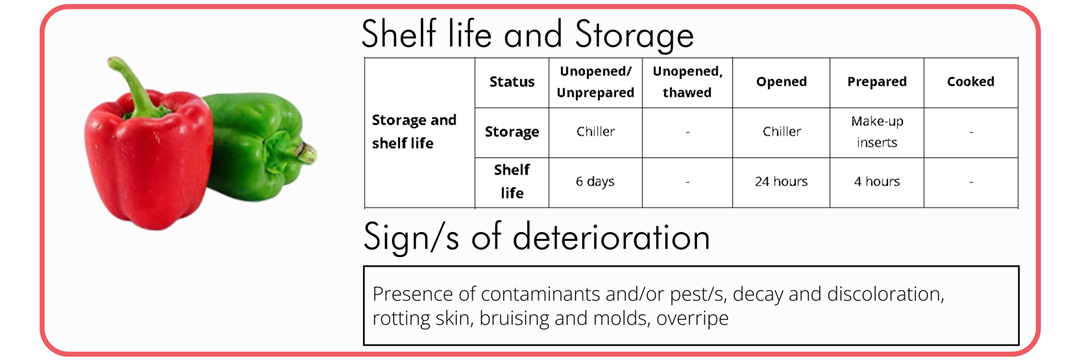 Shelf life and Storage
Storage and shelf life
Status
Unopened/
Unprepared
Unopened,
thawed
Opened
Prepared
Cooked
Storage
Chiller
-
Chiller
Make-up
inserts
-
Shelf
life
6 days
-
24 hours
4 hours
-
Sign/s of deterioration
Presence of contaminants and/or pest/s, decay and discoloration,
rotting skin, bruising and molds, overripe